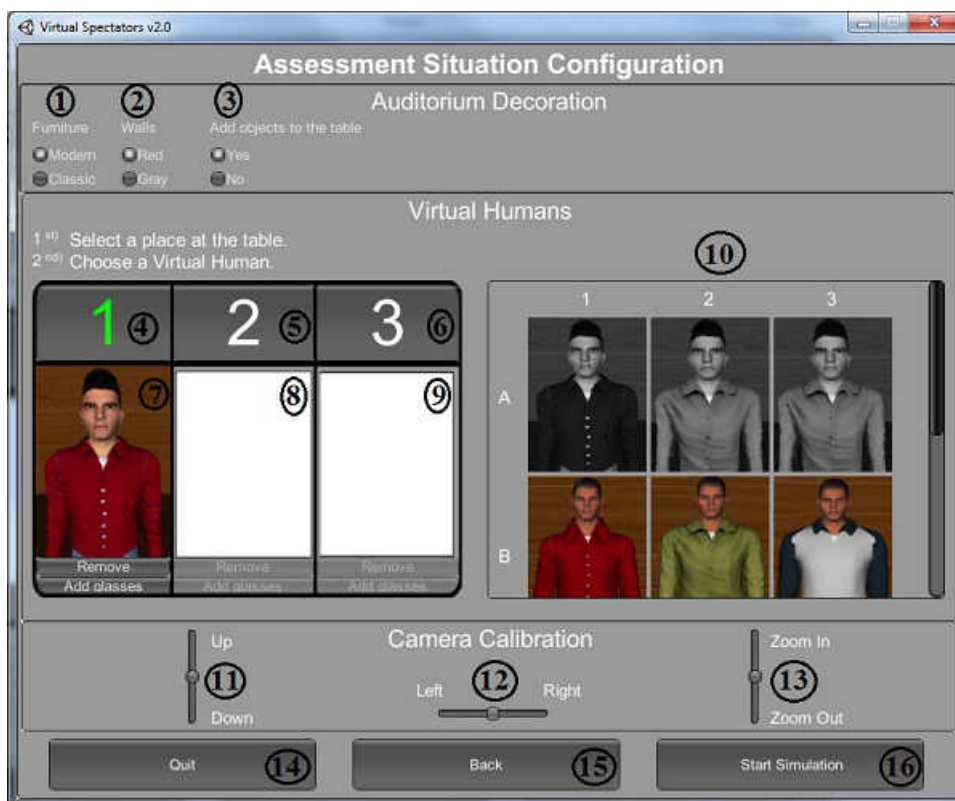 Virtual Spectators v2.0
Assessment Situation Configuration
Auditorium Decoration
1 2 3
Furniture Walls Add objects to the table
Modern Red Yes
Classic Gray No
Virtual Humans
1 st) Select a place at the table.
2 nd) Choose a Virtual Human.
10
1 4 2 5 3 6
1 2 3
7 8 9
A
B
Remove Remove Remove
Add glasses Add glasses Add glasses
Camera Calibration
Up Zoom In
11 12 13
Left Right
Down Zoom Out
Quit 14 Back 15 Start Simulation 16